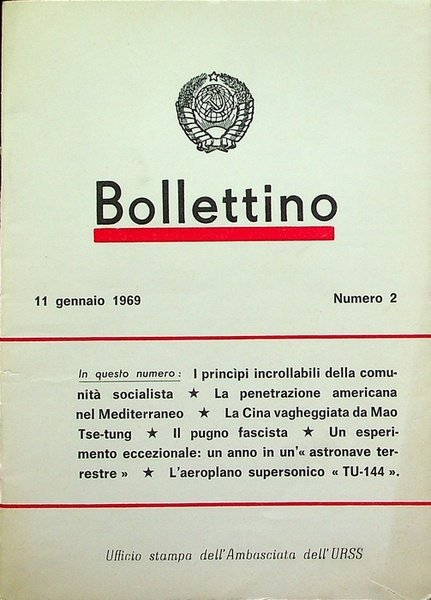 Bollettino
11 gennaio 1969 Numero 2
In questo numero: I princìpi incrollabili della comu-
nità socialista ★ La penetrazione americana
nel Mediterraneo ★ La Cina vagheggiata da Mao
Tse-tung ★ Il pugno fascista ★ Un esperi-
mento eccezionale: un anno in un'« astronave ter-
restre » ★ L'aeroplano supersonico « TU-144 ».
Ufficio stampa dell'Ambasciata dell'URSS